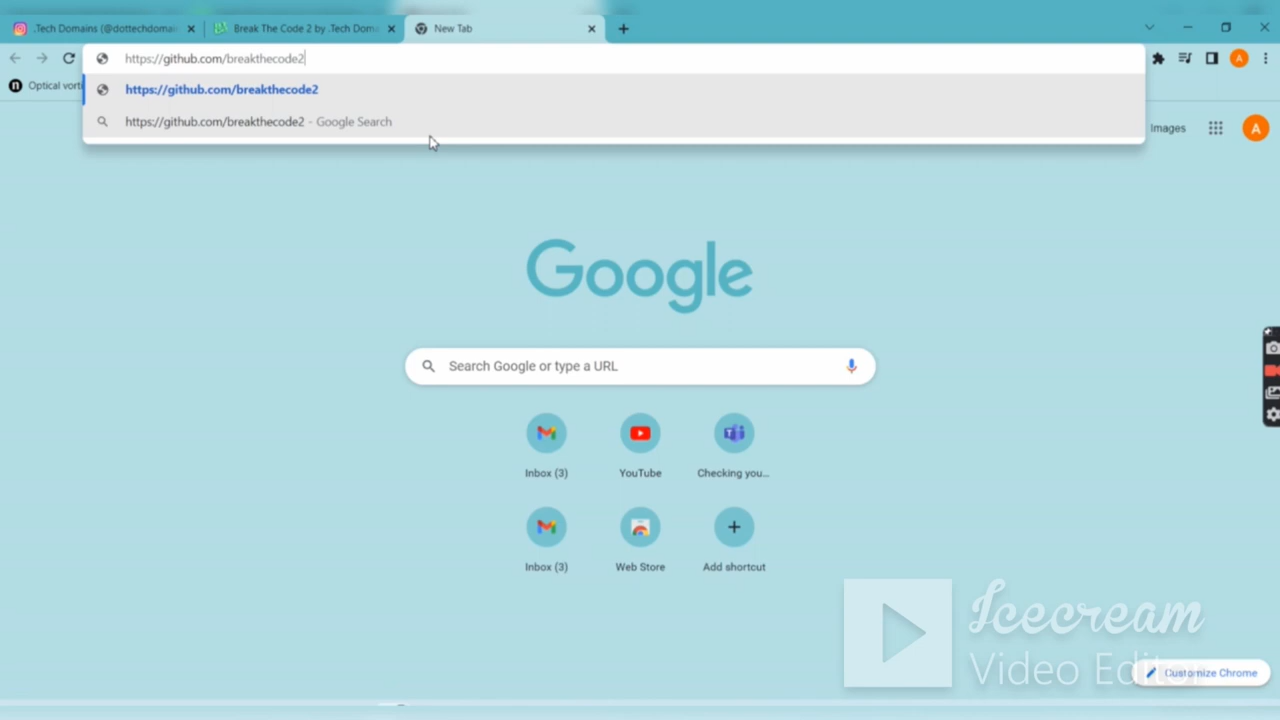 .Tech Domains (@dottechdomai
Break The Code 2 by .Tech Doma
New Tab
https://github.com/breakthecode2
Optical vorti
https://github.com/breakthecode2
https://github.com/breakthecode2 - Google Search
A
Images
A
Google
Search Google or type a URL
Inbox (3)
YouTube
Checking you...
Inbox (3)
Web Store
Add shortcut
Icecream
Video Editor
Customize Chrome